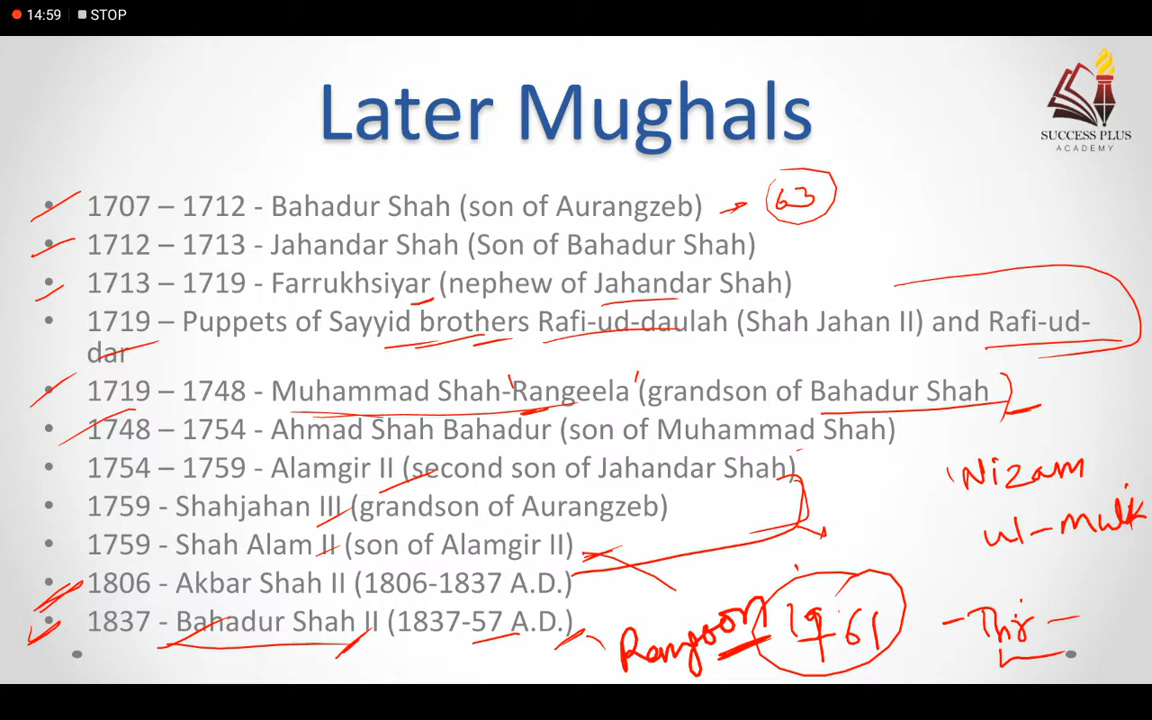 14:59 STOP
Later Mughals
SUCCESS PLUS
ACADEMY
• 1707 – 1712 - Bahadur Shah (son of Aurangzeb) → 63
• 1712 – 1713 - Jahandar Shah (Son of Bahadur Shah)
• 1713 – 1719 - Farrukhsiyar (nephew of Jahandar Shah)
• 1719 – Puppets of Sayyid brothers Rafi-ud-daulah (Shah Jahan II) and Rafi-ud-
dar
• 1719 – 1748 - Muhammad Shah-'Rangeela' (grandson of Bahadur Shah
• 1748 – 1754 - Ahmad Shah Bahadur (son of Muhammad Shah)
• 1754 – 1759 - Alamgir II (second son of Jahandar Shah)
• 1759 - Shahjahan III (grandson of Aurangzeb)
• 1759 - Shah Alam II (son of Alamgir II)
• 1806 - Akbar Shah II (1806-1837 A.D.)
• 1837 - Bahadur Shah II (1837-57 A.D.)
Nizam
ul-mulk
Rangoon 1961